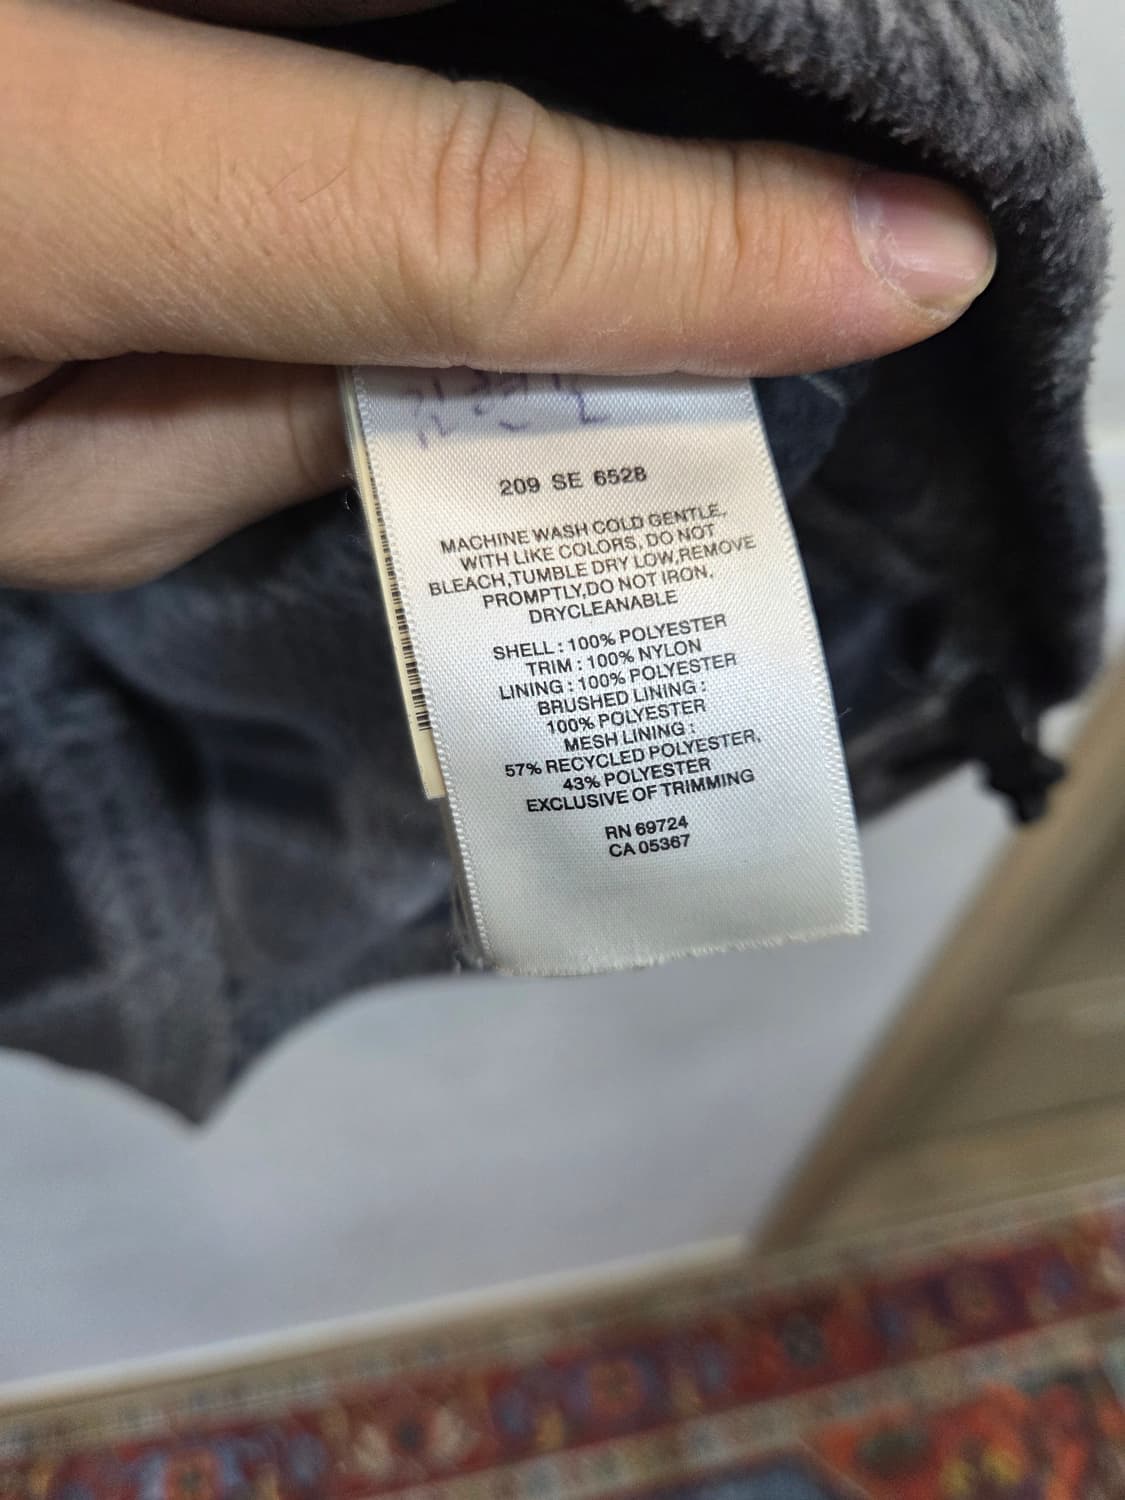 209 SE 6528
MACHINE WASH COLD GENTLE,
WITH LIKE COLORS, DO NOT
BLEACH,TUMBLE DRY LOW,REMOVE
PROMPTLY,DO NOT IRON,
DRYCLEANABLE
SHELL : 100% POLYESTER
TRIM : 100% NYLON
LINING : 100% POLYESTER
BRUSHED LINING :
100% POLYESTER
MESH LINING :
57% RECYCLED POLYESTER,
43% POLYESTER
EXCLUSIVE OF TRIMMING
RN 69724
CA 05367